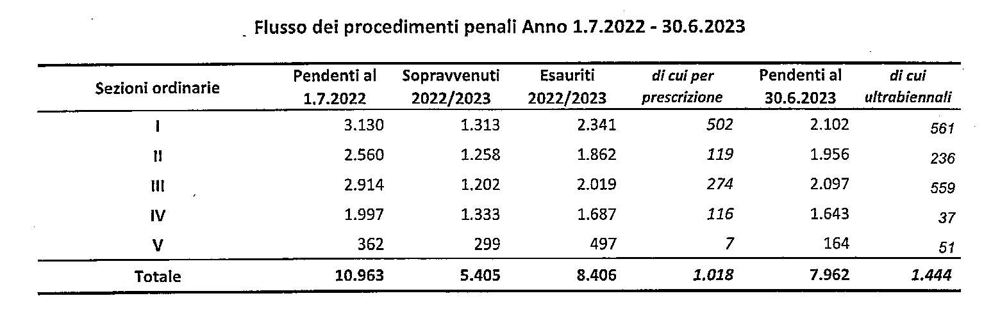 Flusso dei procedimenti penali Anno 1.7.2022 - 30.6.2023
Sezioni ordinarie Pendenti al 1.7.2022 Sopravvenuti 2022/2023 Esauriti 2022/2023 di cui per prescrizione Pendenti al 30.6.2023 di cui ultrabiennali
I 3.130 1.313 2.341 502 2.102 561
II 2.560 1.258 1.862 119 1.956 236
III 2.914 1.202 2.019 274 2.097 559
IV 1.997 1.333 1.687 116 1.643 37
V 362 299 497 7 164 51
Totale 10.963 5.405 8.406 1.018 7.962 1.444